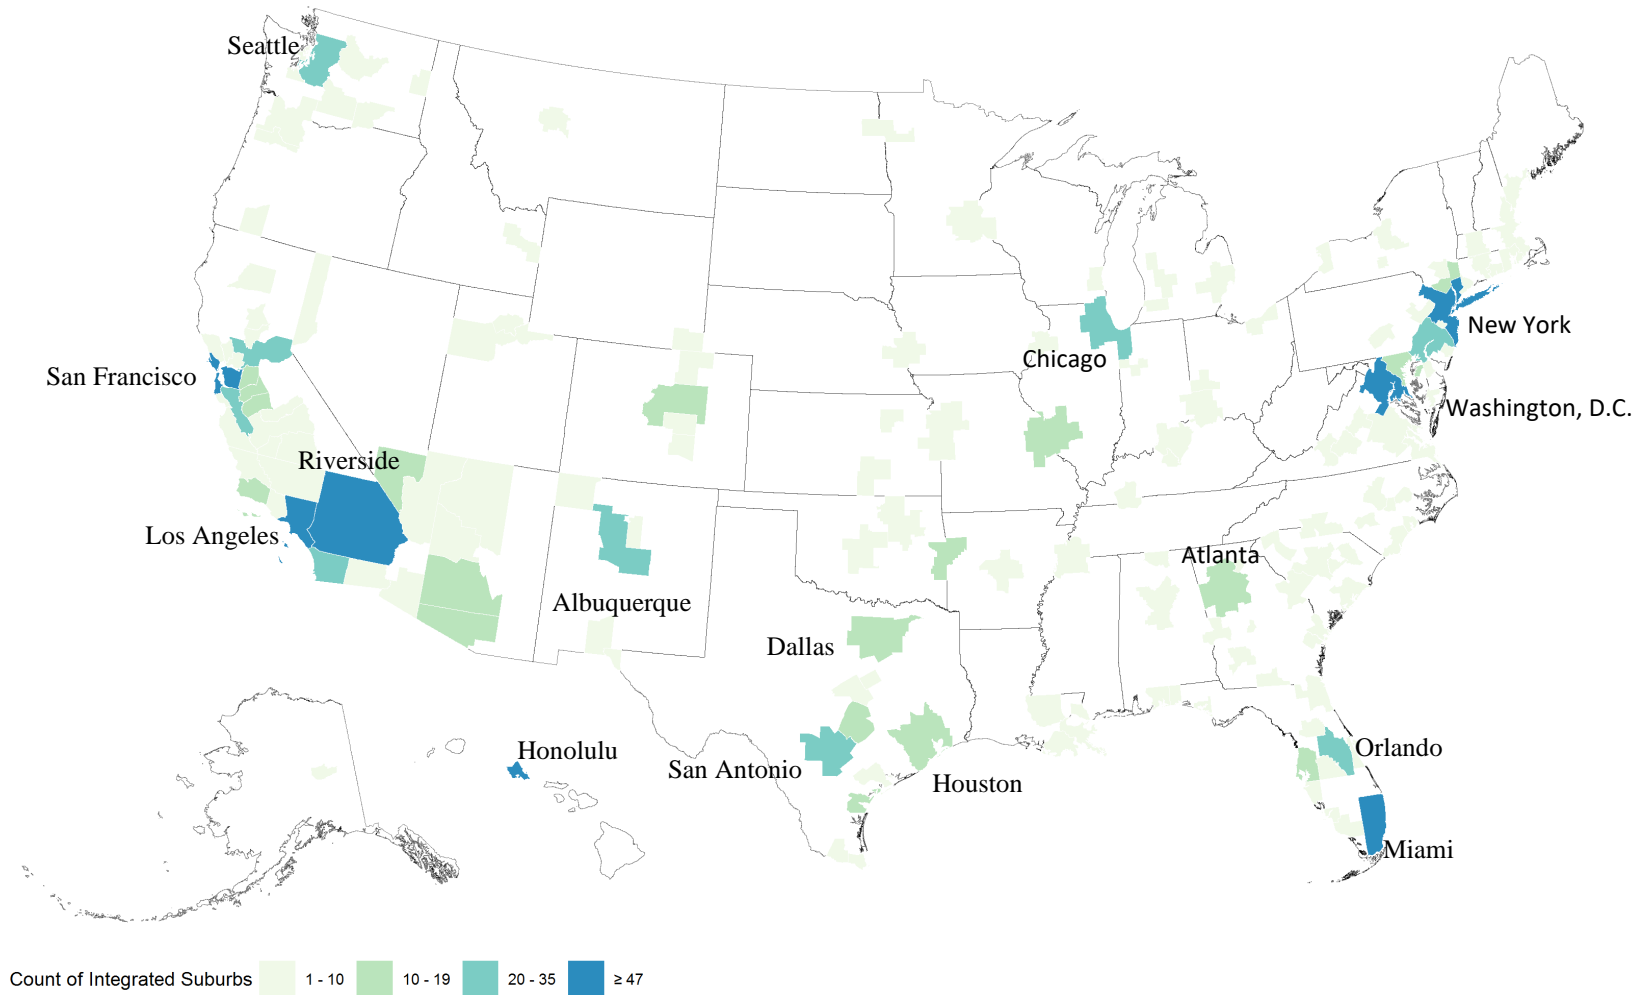 Seattle
New York
Chicago
San Francisco
Washington, D.C.
Riverside
Los Angeles
Atlanta
Albuquerque
Dallas
Honolulu
Orlando
San Antonio
Houston
Miami
Count of Integrated Suburbs 1 - 10 10 - 19 20 - 35 ≥ 47